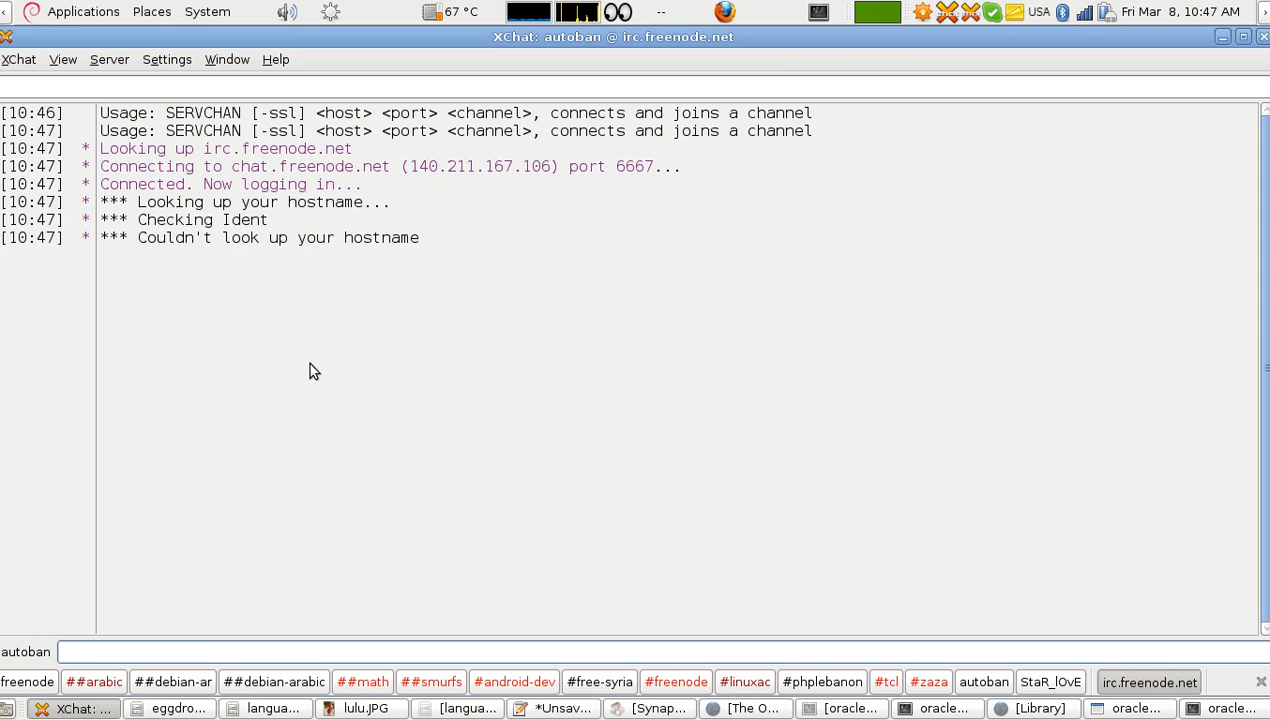 Applications Places System 67 °C -- USA Fri Mar 8, 10:47 AM
XChat: autoban @ irc.freenode.net
XChat View Server Settings Window Help
[10:46] Usage: SERVCHAN [-ssl] <host> <port> <channel>, connects and joins a channel
[10:47] Usage: SERVCHAN [-ssl] <host> <port> <channel>, connects and joins a channel
[10:47] * Looking up irc.freenode.net
[10:47] * Connecting to chat.freenode.net (140.211.167.106) port 6667...
[10:47] * Connected. Now logging in...
[10:47] * *** Looking up your hostname...
[10:47] * *** Checking Ident
[10:47] * *** Couldn't look up your hostname
autoban
freenode ##arabic ##debian-ar ##debian-arabic ##math ##smurfs #android-dev #free-syria #freenode #linuxac #phplebanon #tcl #zaza autoban StaR_lOvE irc.freenode.net
XChat: ... eggdro... langua... lulu.JPG [langua... *Unsav... [Synap... [The O... [oracle... oracle... [Library] oracle... oracle...